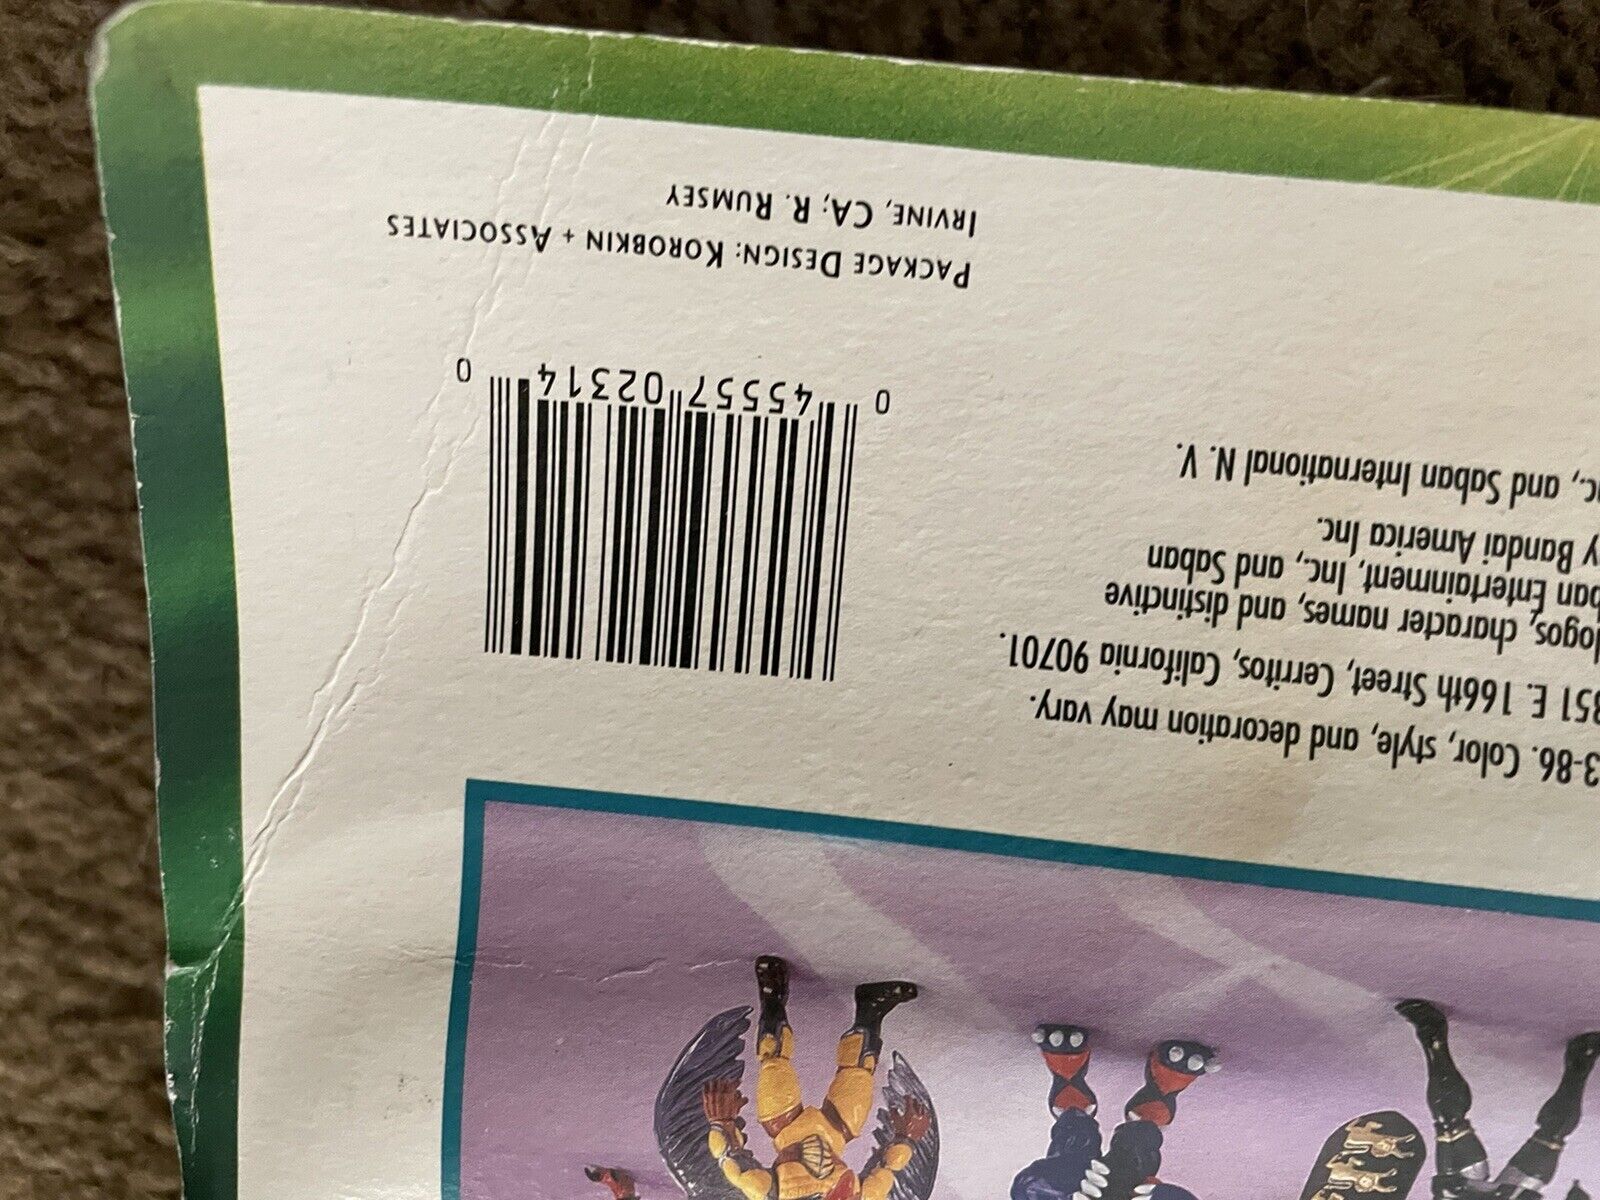 3-86. Color, style, and decoration may vary.
351 E. 166th Street, Cerritos, California 90701.
logos, character names, and distinctive
ban Entertainment, Inc., and Saban
y Bandai America Inc.
c., and Saban International N. V.
0 45557 02314 0
PACKAGE DESIGN: KOROBKIN + ASSOCIATES
IRVINE, CA; R. RUMSEY